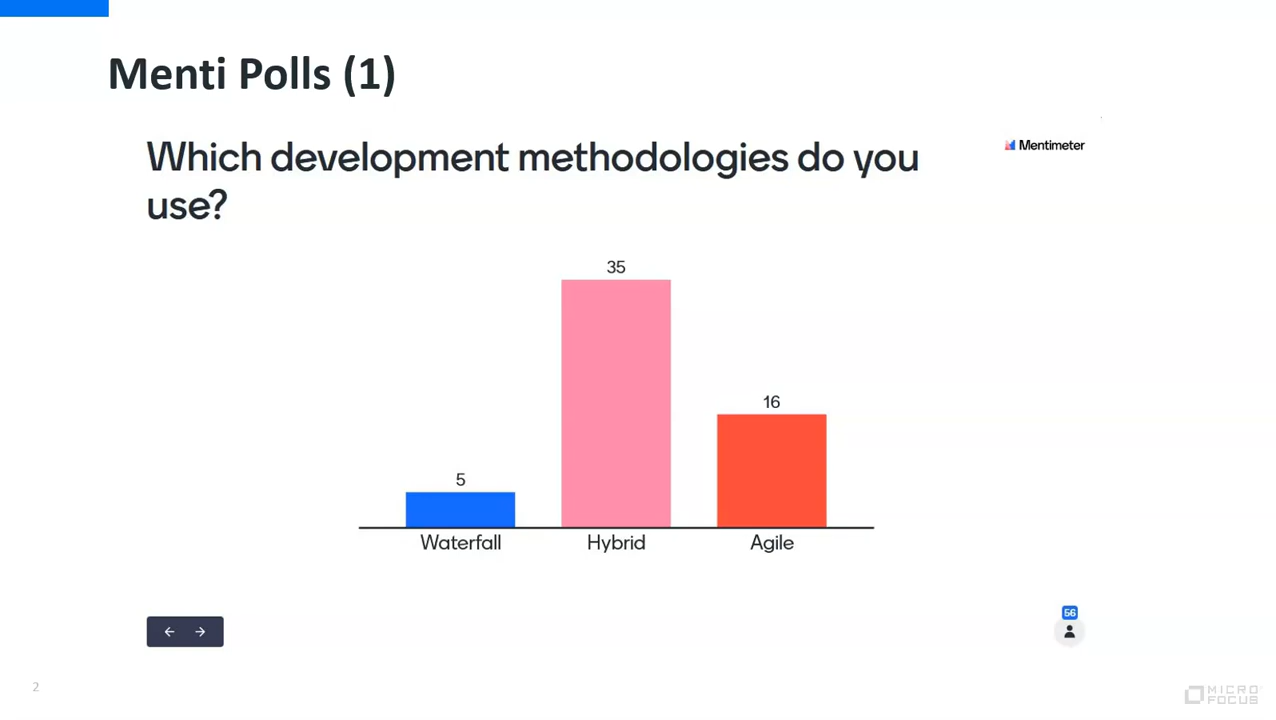 Menti Polls (1)
Which development methodologies do you
use?
Mentimeter
35
16
5
Waterfall
Hybrid
Agile
56
2
MICRO
FOCUS